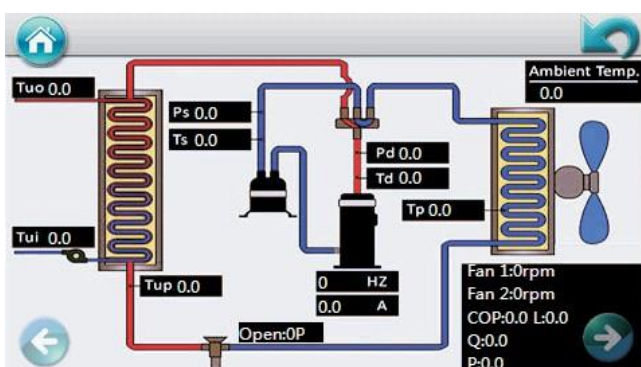 Ambient Temp.
0.0
Tuo 0.0
Ps 0.0
Ts 0.0
Pd 0.0
Td 0.0
Tp 0.0
Tui 0.0
Tup 0.0
0 HZ
0.0 A
Open:0P
Fan 1:0rpm
Fan 2:0rpm
COP:0.0 L:0.0
Q:0.0
P:0.0